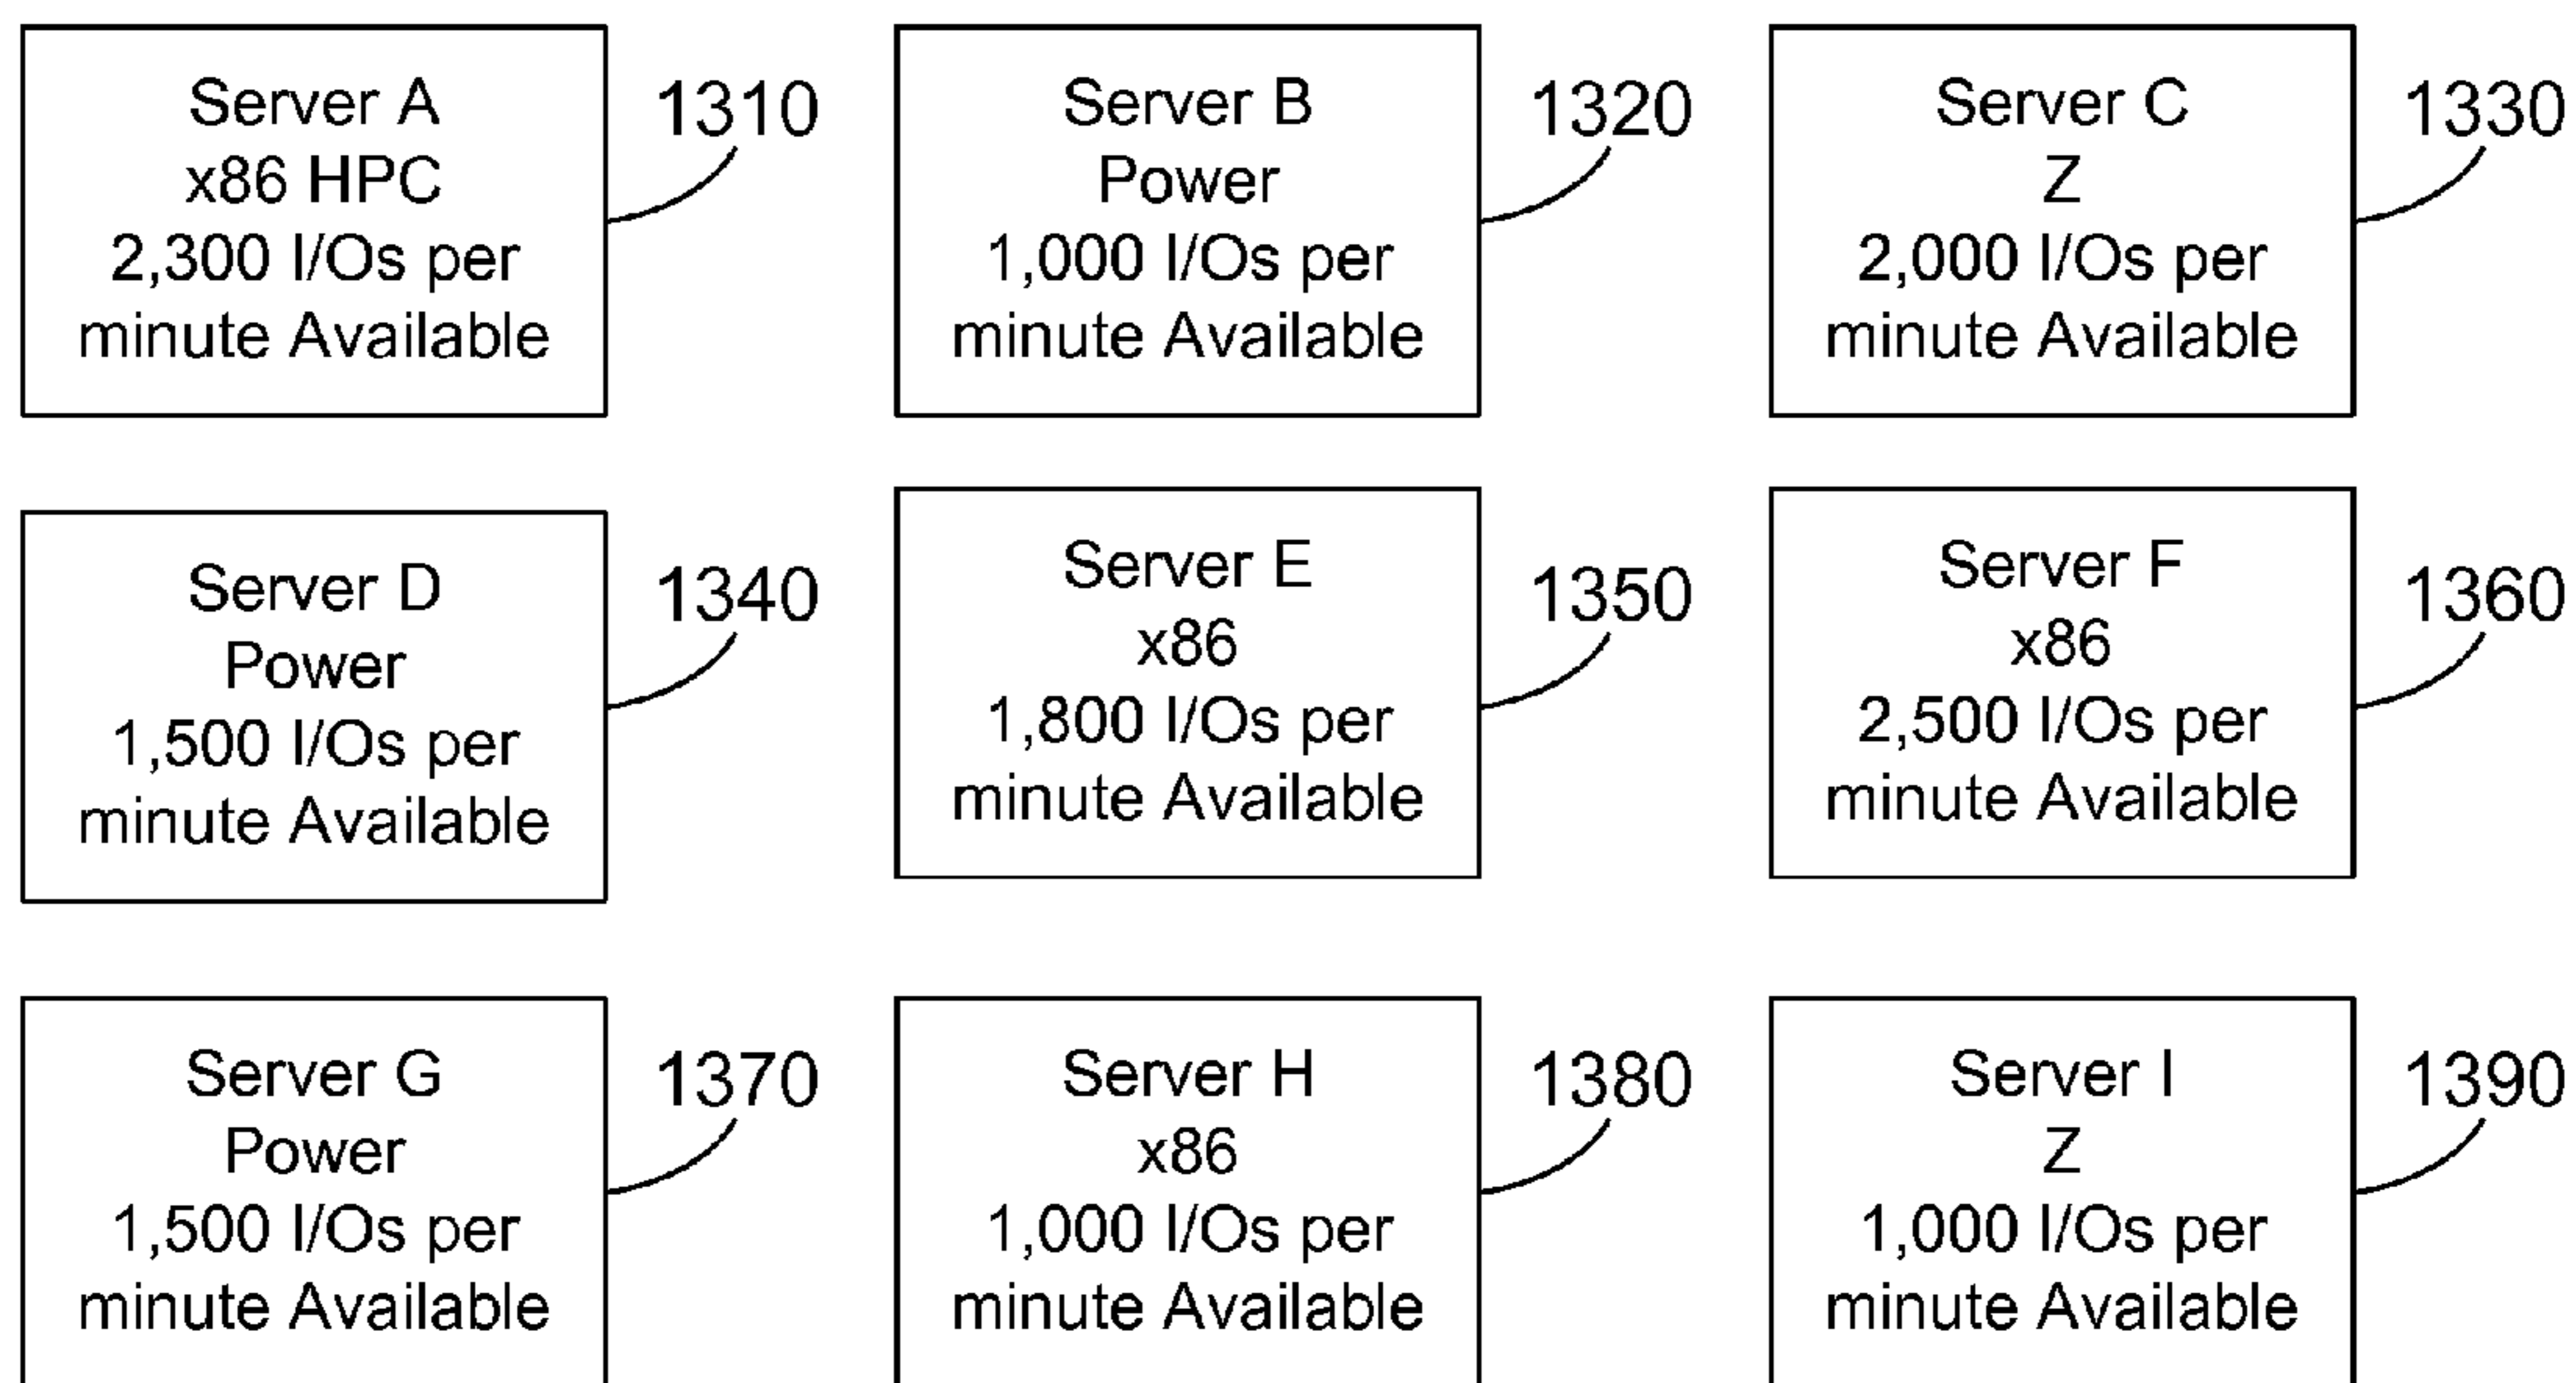 Server A
x86 HPC
2,300 I/Os per
minute Available
1310
Server B
Power
1,000 I/Os per
minute Available
1320
Server C
Z
2,000 I/Os per
minute Available
1330
Server D
Power
1,500 I/Os per
minute Available
1340
Server E
x86
1,800 I/Os per
minute Available
1350
Server F
x86
2,500 I/Os per
minute Available
1360
Server G
Power
1,500 I/Os per
minute Available
1370
Server H
x86
1,000 I/Os per
minute Available
1380
Server I
Z
1,000 I/Os per
minute Available
1390